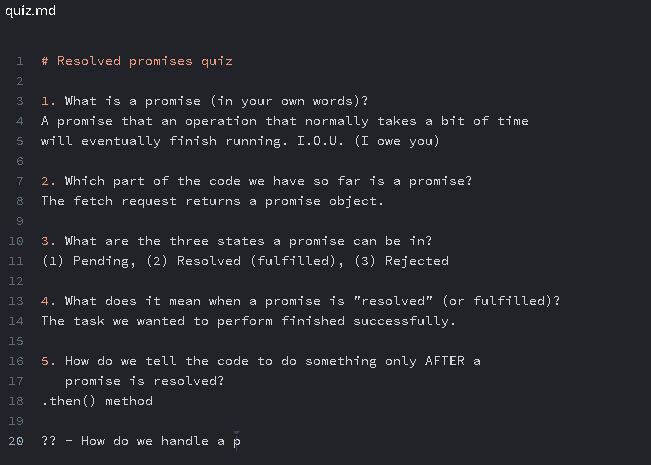 quiz.md
1 # Resolved promises quiz
2
3 1. What is a promise (in your own words)?
4 A promise that an operation that normally takes a bit of time
5 will eventually finish running. I.O.U. (I owe you)
6
7 2. Which part of the code we have so far is a promise?
8 The fetch request returns a promise object.
9
10 3. What are the three states a promise can be in?
11 (1) Pending, (2) Resolved (fulfilled), (3) Rejected
12
13 4. What does it mean when a promise is "resolved" (or fulfilled)?
14 The task we wanted to perform finished successfully.
15
16 5. How do we tell the code to do something only AFTER a
17 promise is resolved?
18 .then() method
19
20 ?? - How do we handle a p